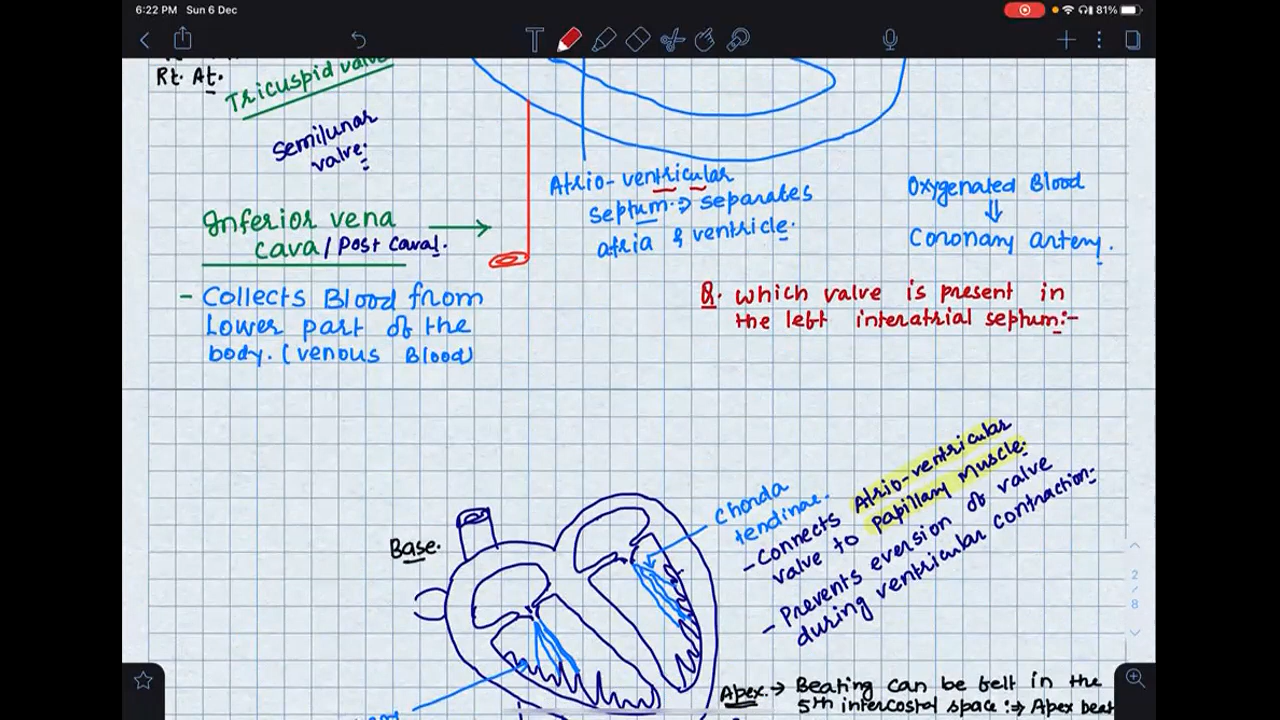 6:22 PM Sun 6 Dec
81%
Rt. At.
Tricuspid valve
Semilunar
valve.
Atrio-ventricular
septum :→ separates
atria & ventricle.
Oxygenated Blood
⇓
Coronary artery.
Inferior vena
cava / Post caval.
- Collects Blood from
Lower part of the
body. (venous Blood)
Q. which valve is present in
the left interatrial septum:-
Chonda
tendinae.
- Connects Atrio-ventricular
valve to Papillary Muscle.
- Prevents eversion of valve
during ventricular contraction.
Base.
2
/
8
Apex.→ Beating can be felt in the
5th intercostal space :⇒ Apex beat